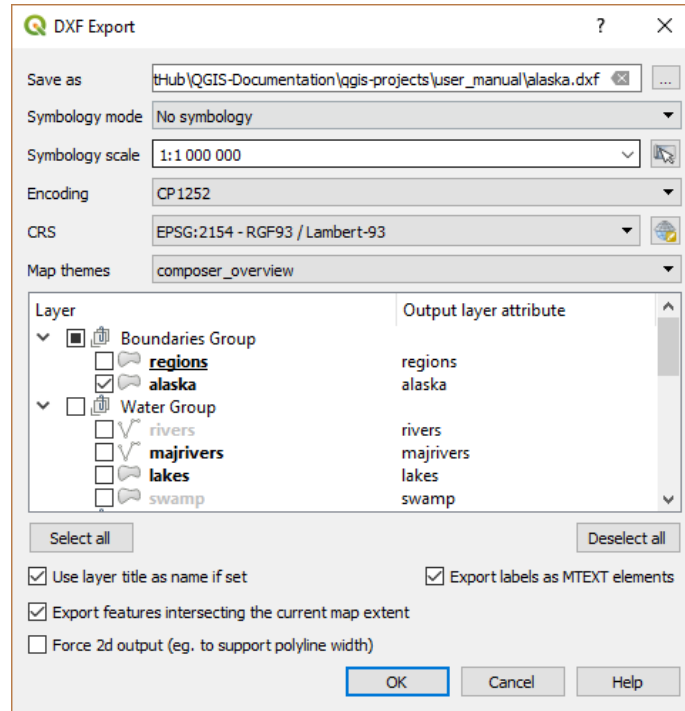 DXF Export ?
Save as tHub\QGIS-Documentation\qgis-projects\user_manual\alaska.dxf ...
Symbology mode No symbology
Symbology scale 1:1 000 000
Encoding CP1252
CRS EPSG:2154 - RGF93 / Lambert-93
Map themes composer_overview
Layer Output layer attribute
Boundaries Group
regions regions
alaska alaska
Water Group
rivers rivers
majrivers majrivers
lakes lakes
swamp swamp
Select all Deselect all
Use layer title as name if set Export labels as MTEXT elements
Export features intersecting the current map extent
Force 2d output (eg. to support polyline width)
OK Cancel Help